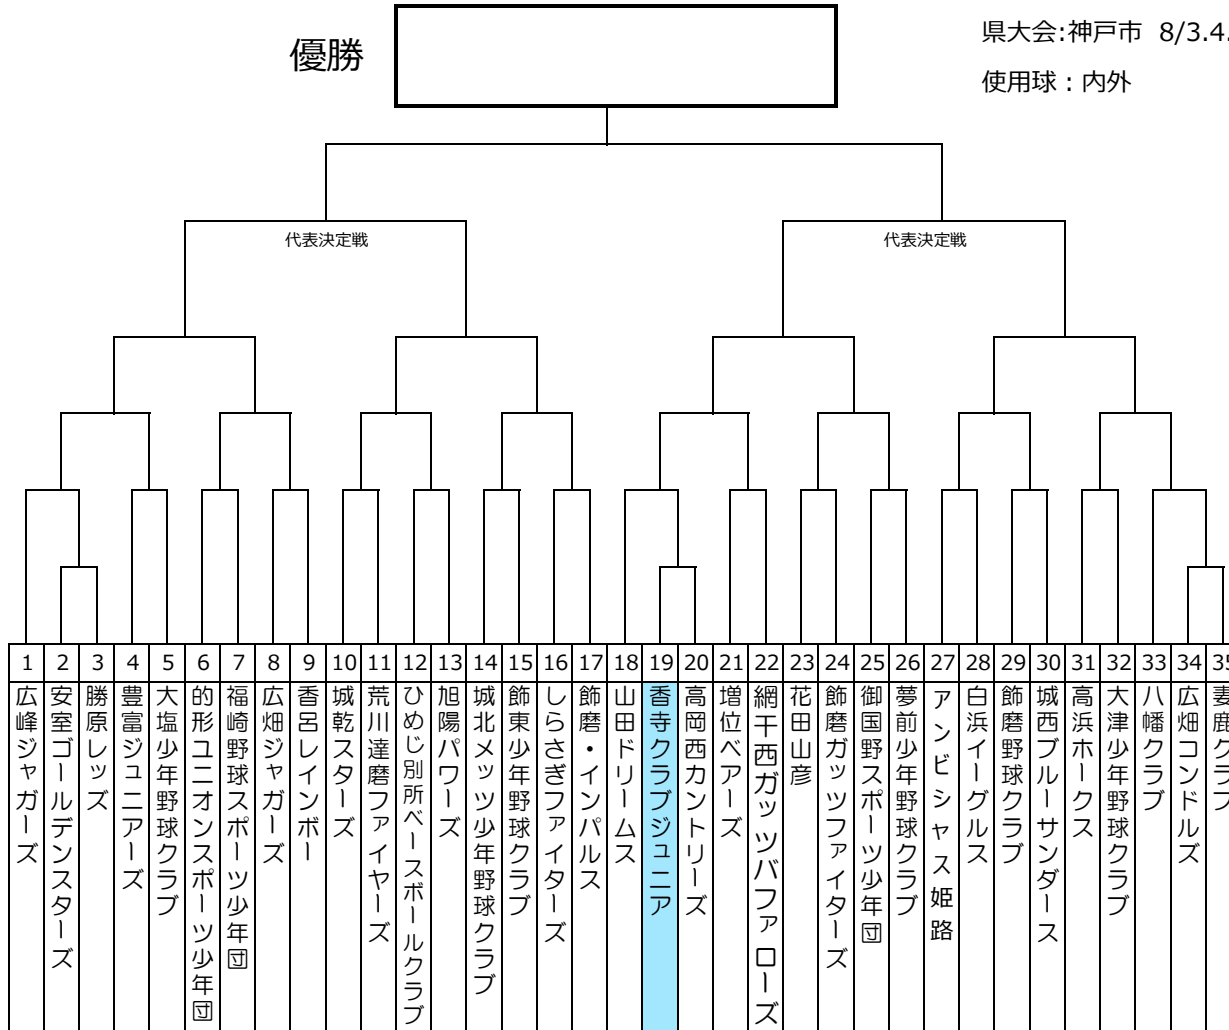 優勝
県大会:神戸市 8/3.4.
使用球：内外
代表決定戦
代表決定戦
1 広峰ジャガーズ
2 安室ゴールデンスターズ
3 勝原レッズ
4 豊富ジュニアーズ
5 大塩少年野球クラブ
6 的形ユニオンスポーツ少年団
7 福崎野球スポーツ少年団
8 広畑ジャガーズ
9 香呂レインボー
10 城乾スターズ
11 荒川達磨ファイヤーズ
12 ひめじ別所ベースボールクラブ
13 旭陽パワーズ
14 城北メッツ少年野球クラブ
15 飾東少年野球クラブ
16 しらさぎファイターズ
17 飾磨・インパルス
18 山田ドリームス
19 香寺クラブジュニア
20 高岡西カントリーズ
21 増位ベアーズ
22 網干西ガッツバファローズ
23 花田山彦
24 飾磨ガッツファイターズ
25 御国野スポーツ少年団
26 夢前少年野球クラブ
27 アンビシャス姫路
28 白浜イーグルス
29 飾磨野球クラブ
30 城西ブルーサンダース
31 高浜ホークス
32 大津少年野球クラブ
33 八幡クラブ
34 広畑コンドルズ
35 妻鹿クラブ